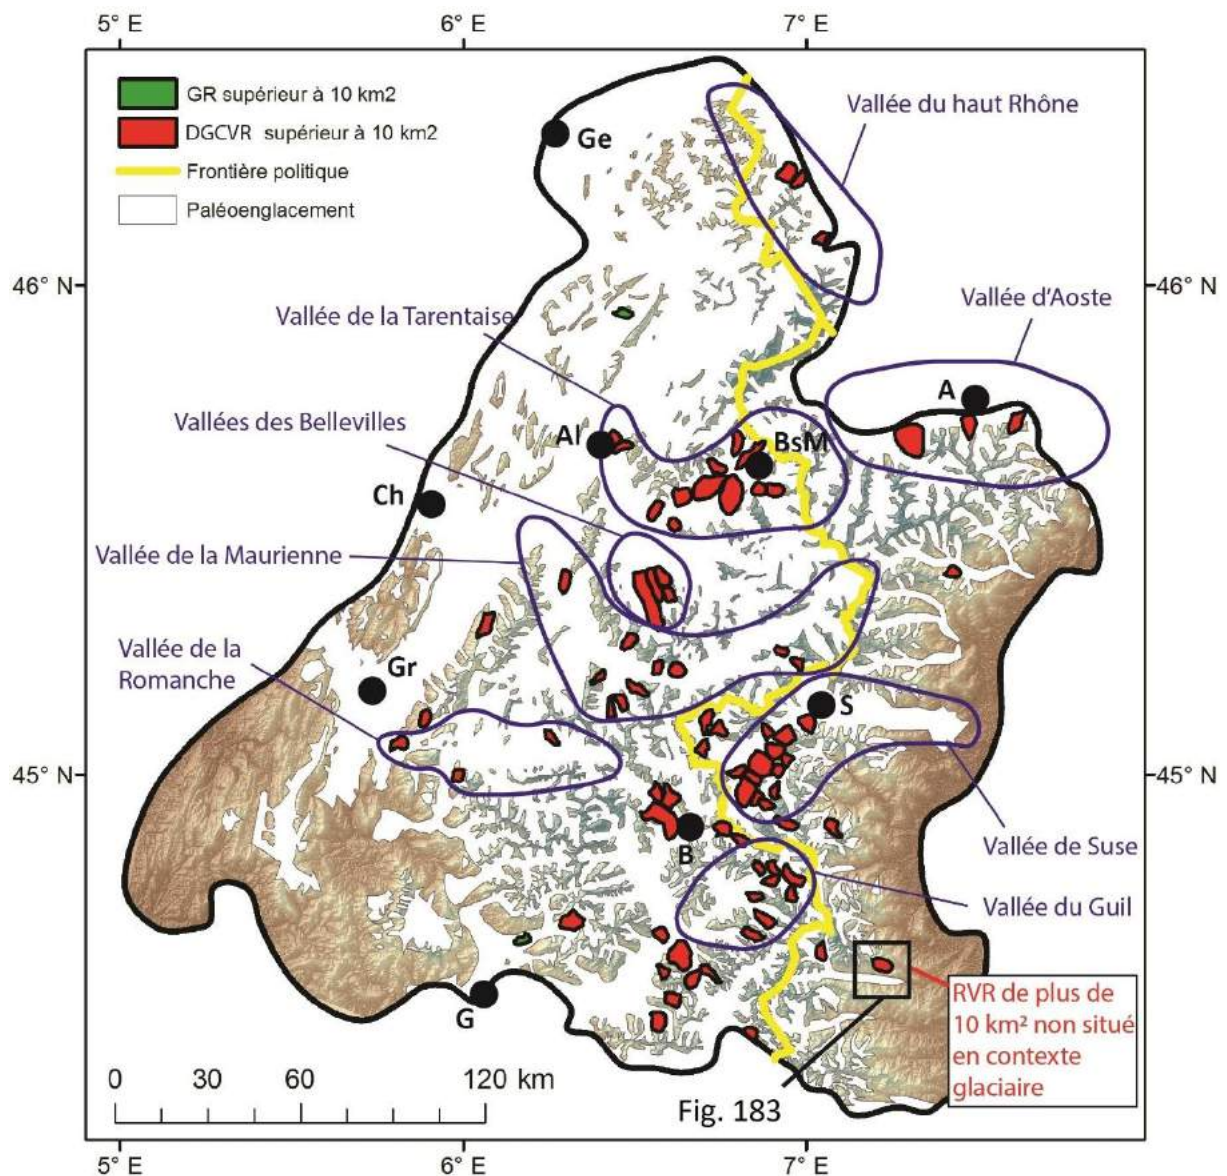 5° E 6° E 7° E
GR supérieur à 10 km2
DGCVR supérieur à 10 km2
Frontière politique
Paléoenglacement
Ge
Vallée du haut Rhône
46° N
46° N
Vallée de la Tarentaise
Vallée d'Aoste
Vallées des Bellevilles
A
Al
BsM
Ch
Vallée de la Maurienne
Vallée de la
Romanche
Gr
S
45° N
45° N
B
Vallée de Suse
Vallée du Guil
G
RVR de plus de
10 km² non situé
en contexte
glaciaire
0 30 60 120 km
Fig. 183
5° E 6° E 7° E